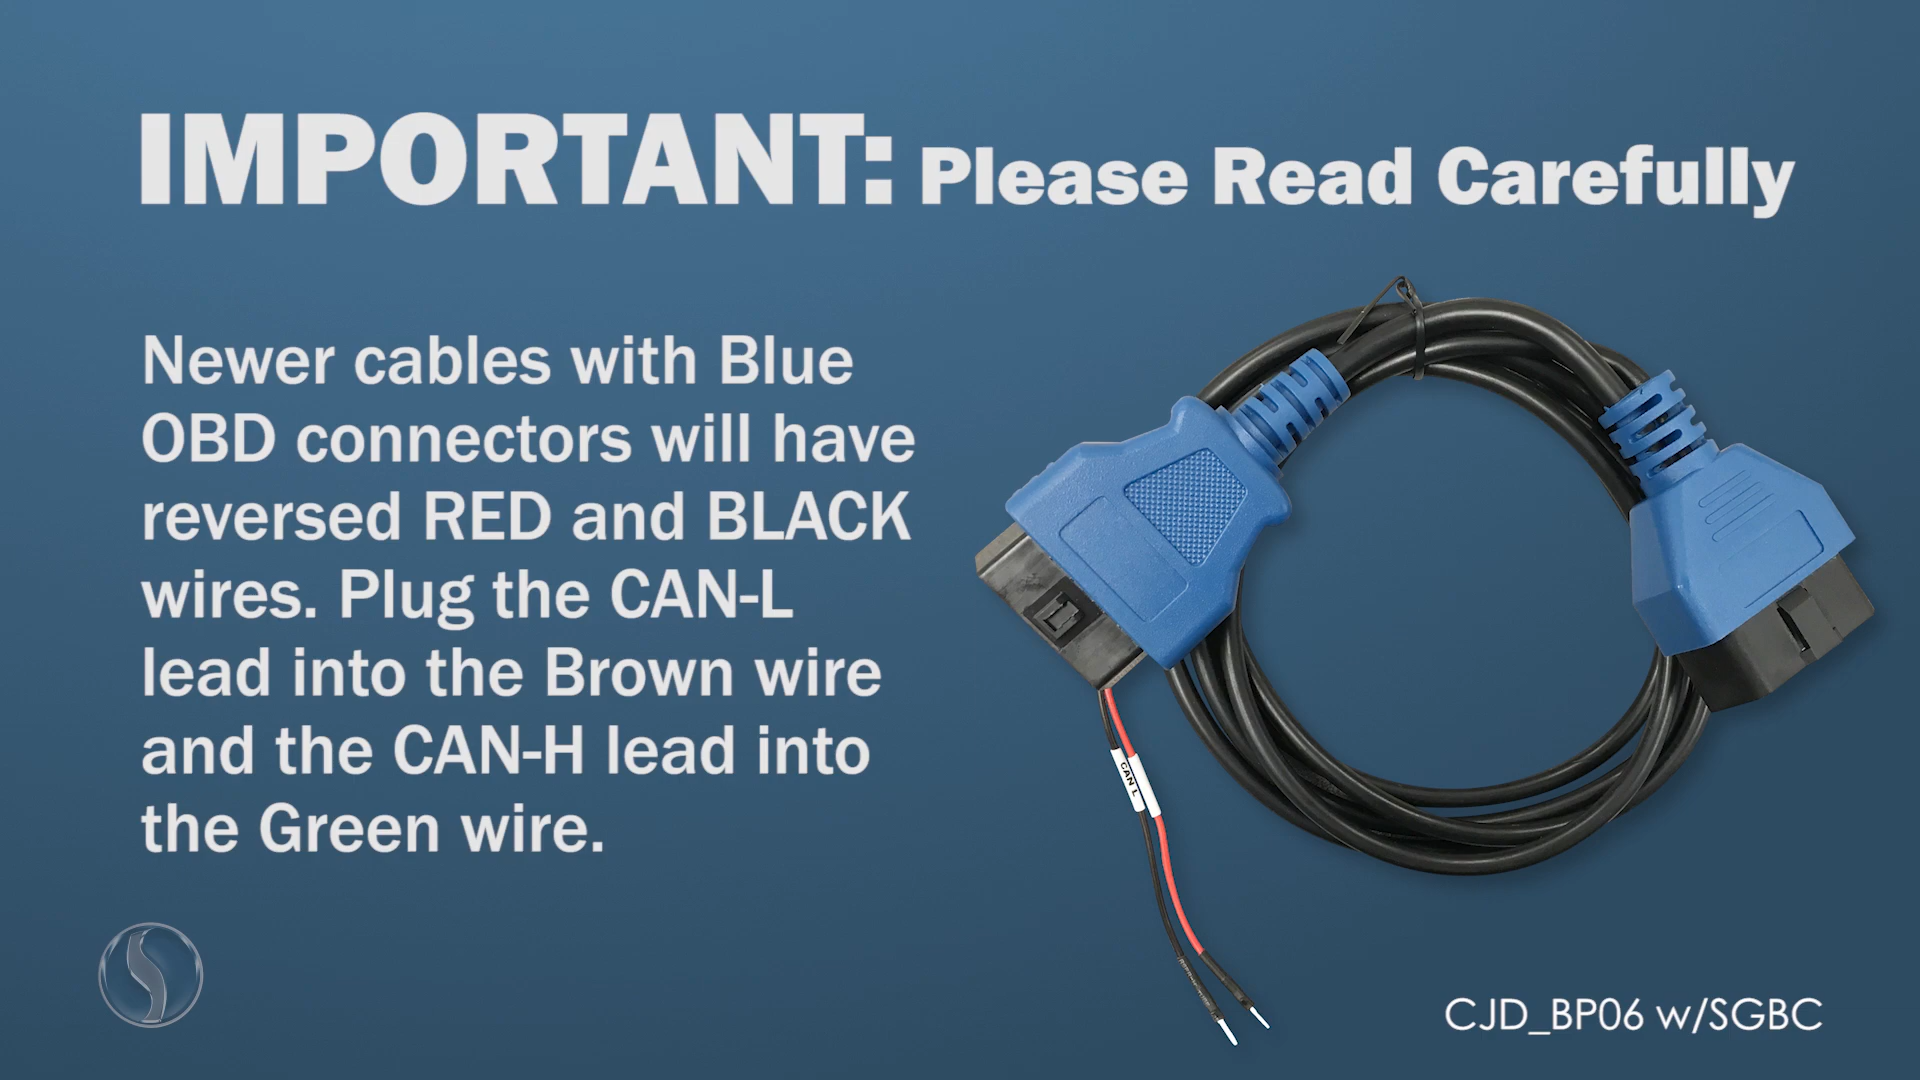 IMPORTANT: Please Read Carefully
Newer cables with Blue
OBD connectors will have
reversed RED and BLACK
wires. Plug the CAN-L
lead into the Brown wire
and the CAN-H lead into
the Green wire.
CAN L
CJD_BP06 w/SGBC